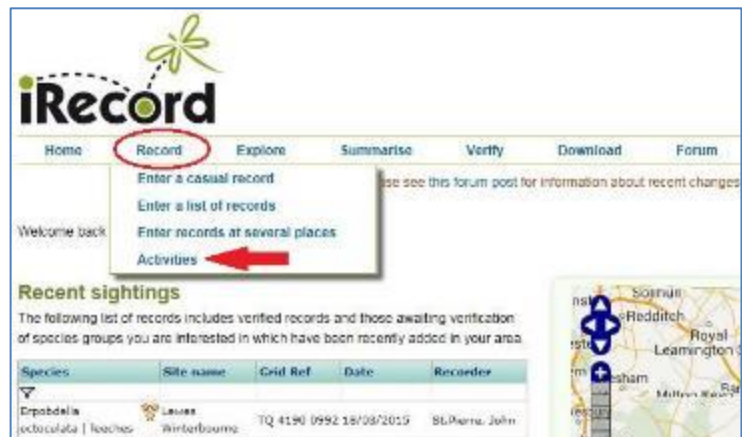 iRecord
Home Record Explore Summarise Verify Download Forum
Enter a casual record
Enter a list of records
Enter records at several places
Activities
see this forum post for information about recent changes
Welcome back
Recent sightings
The following list of records includes verified records and those awaiting verification
of species groups you are interested in which have been recently added in your area
Species Site name Grid Ref Date Recorder
Erpobdella
octoculata | leeches
Lewes
Winterbourne
TQ 4190 0992 18/03/2015 St.Pierre, John
Redditch
Royal
Leamington